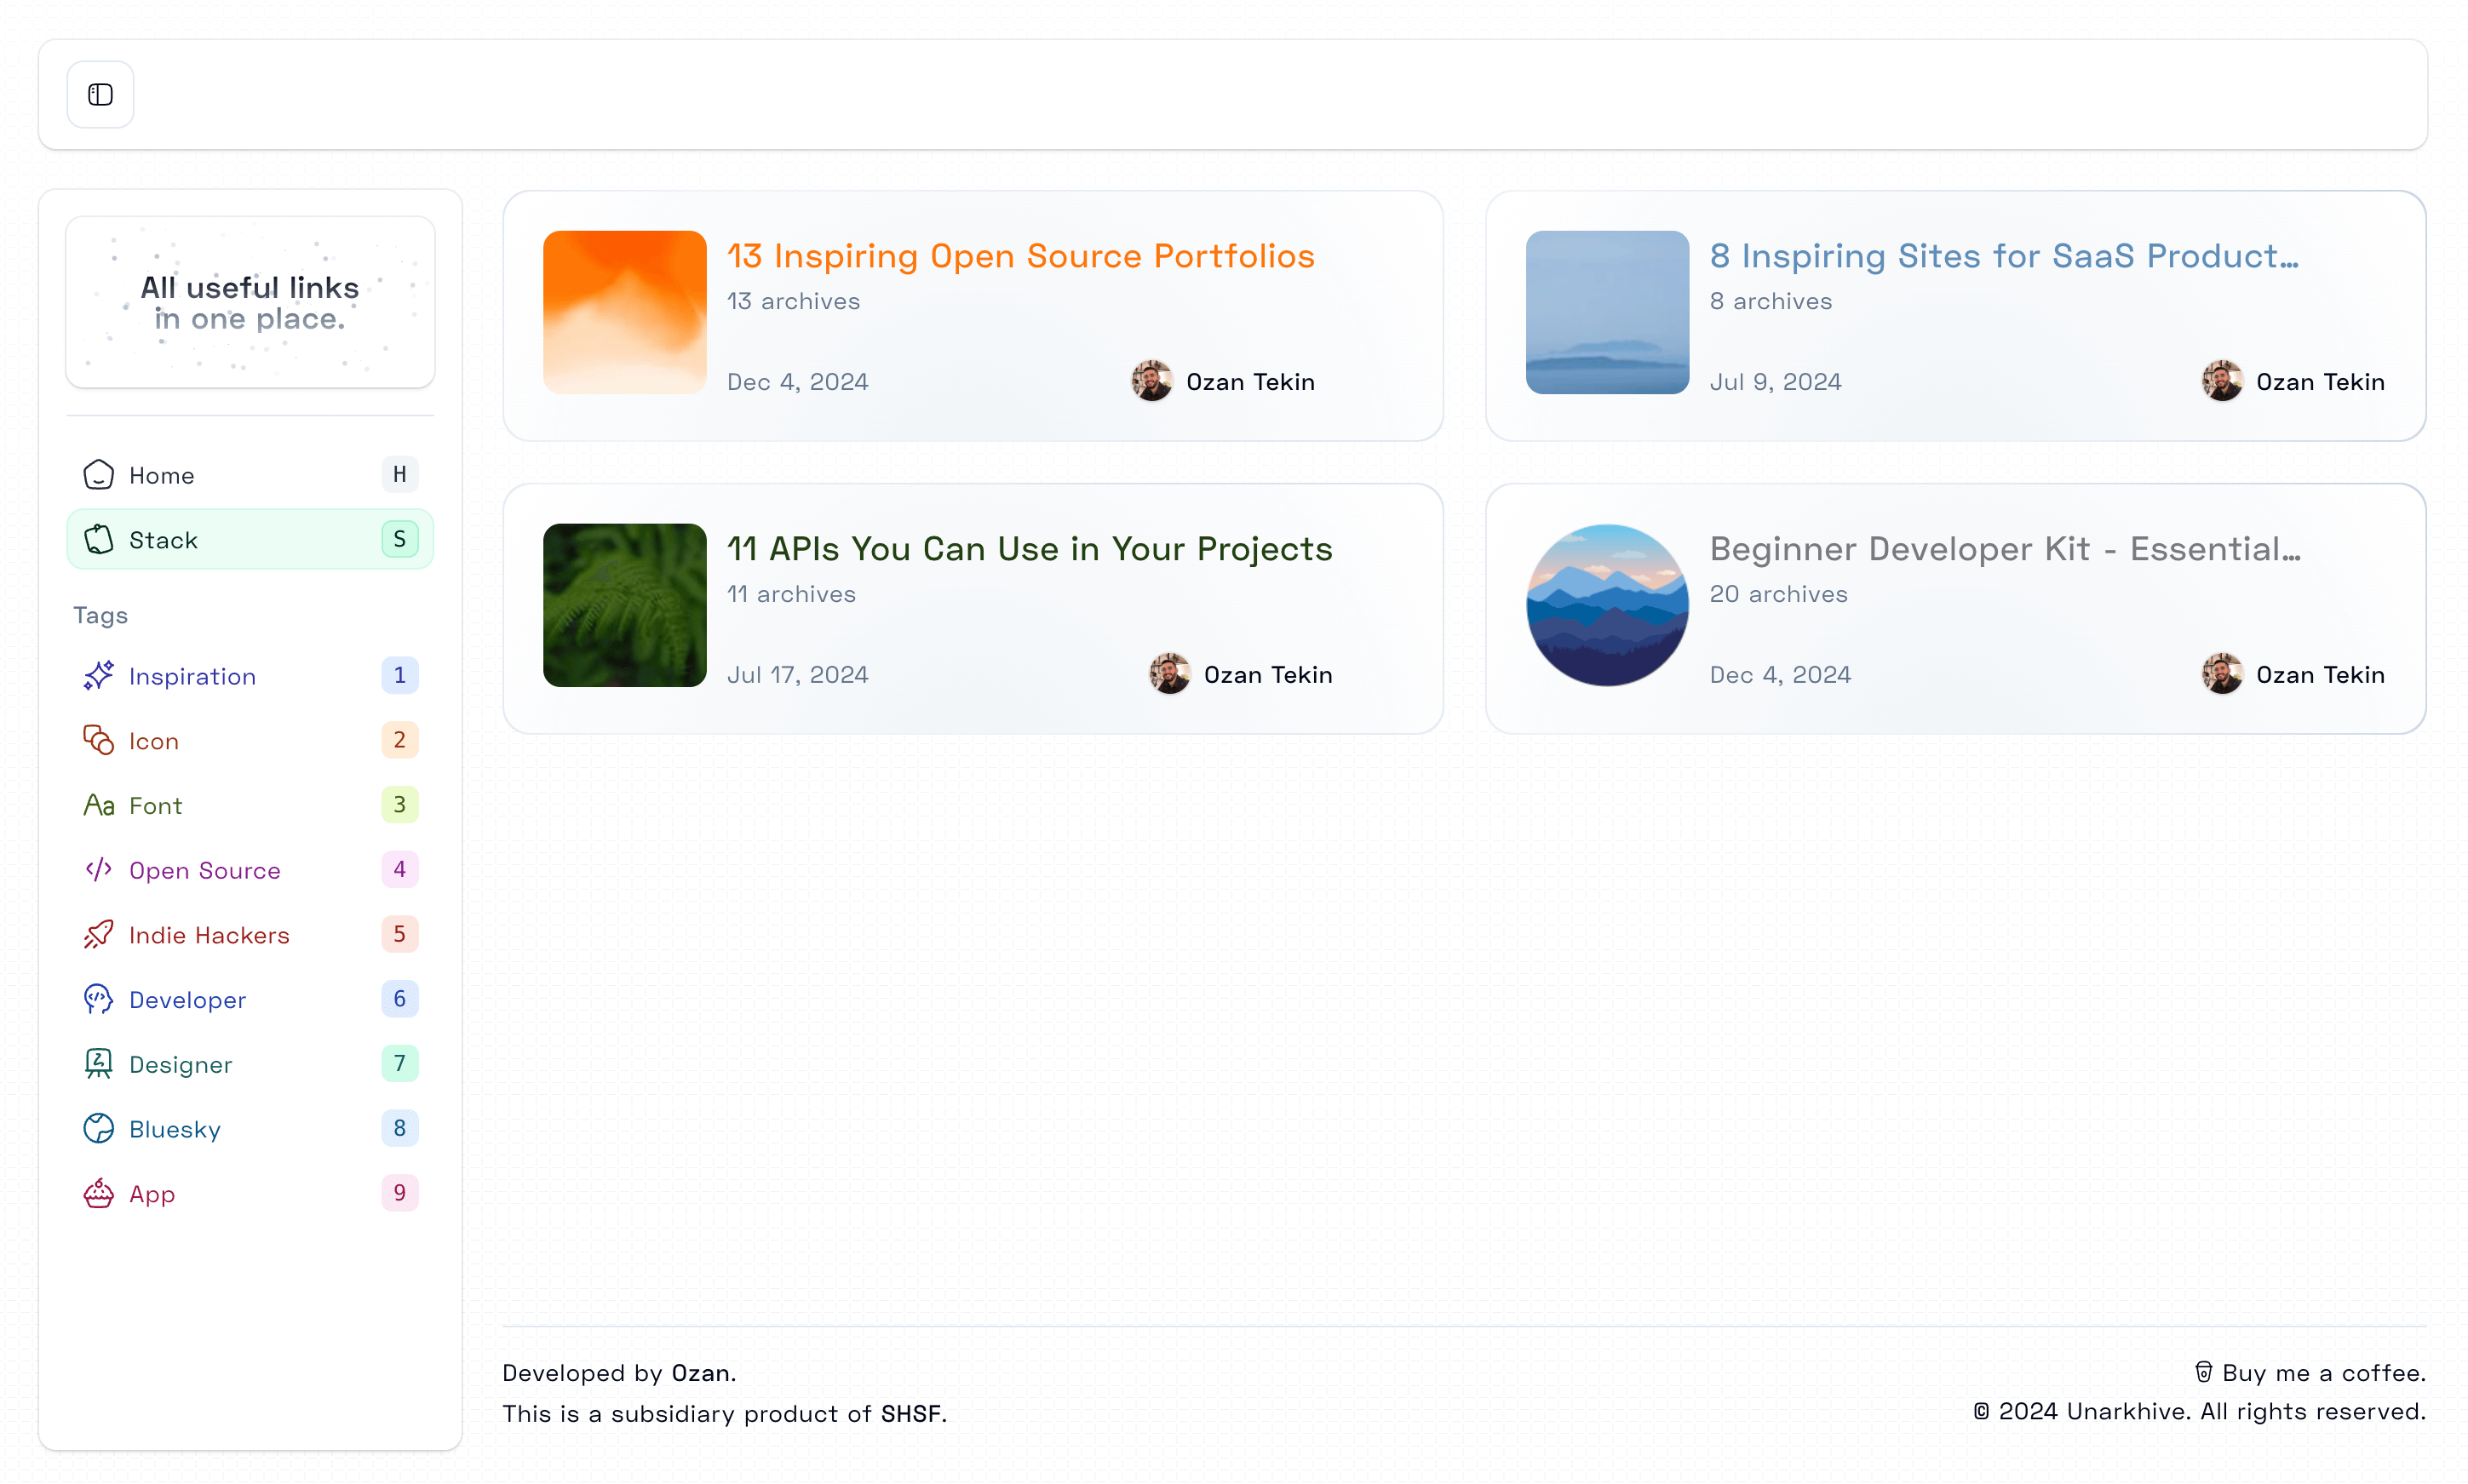 All useful links
in one place.
Home H
Stack S
Tags
Inspiration 1
Icon 2
Aa Font 3
Open Source 4
Indie Hackers 5
Developer 6
Designer 7
Bluesky 8
App 9
13 Inspiring Open Source Portfolios
13 archives
Dec 4, 2024 Ozan Tekin
8 Inspiring Sites for SaaS Product…
8 archives
Jul 9, 2024 Ozan Tekin
11 APIs You Can Use in Your Projects
11 archives
Jul 17, 2024 Ozan Tekin
Beginner Developer Kit - Essential…
20 archives
Dec 4, 2024 Ozan Tekin
Developed by Ozan.
This is a subsidiary product of SHSF.
Buy me a coffee.
© 2024 Unarkhive. All rights reserved.